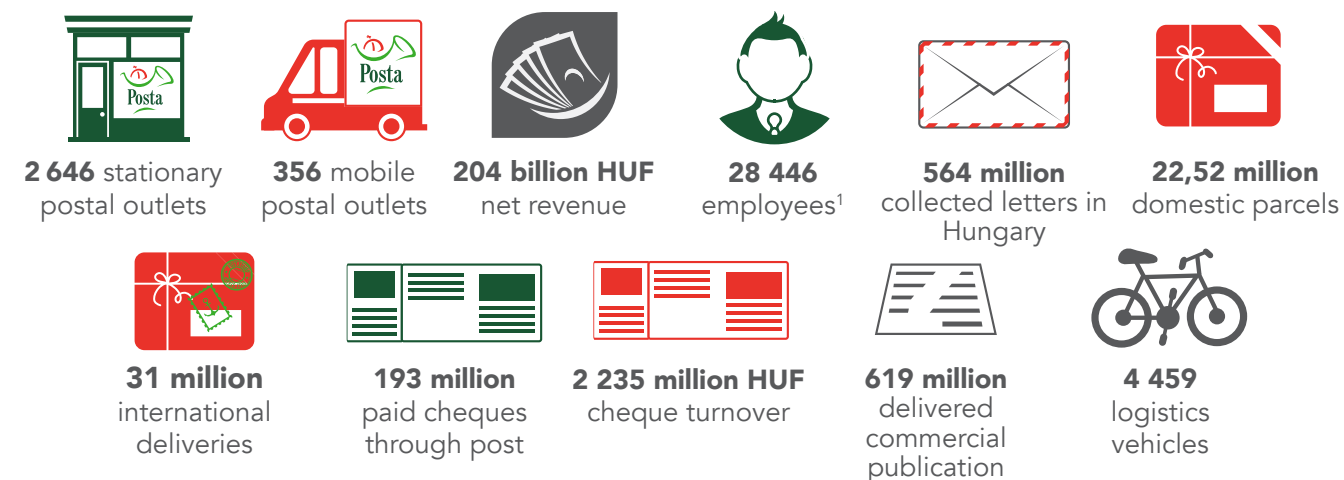 Posta
Posta
2 646 stationary
postal outlets
356 mobile
postal outlets
204 billion HUF
net revenue
28 446
employees¹
564 million
collected letters in
Hungary
22,52 million
domestic parcels
31 million
international
deliveries
193 million
paid cheques
through post
2 235 million HUF
cheque turnover
619 million
delivered
commercial
publication
4 459
logistics
vehicles